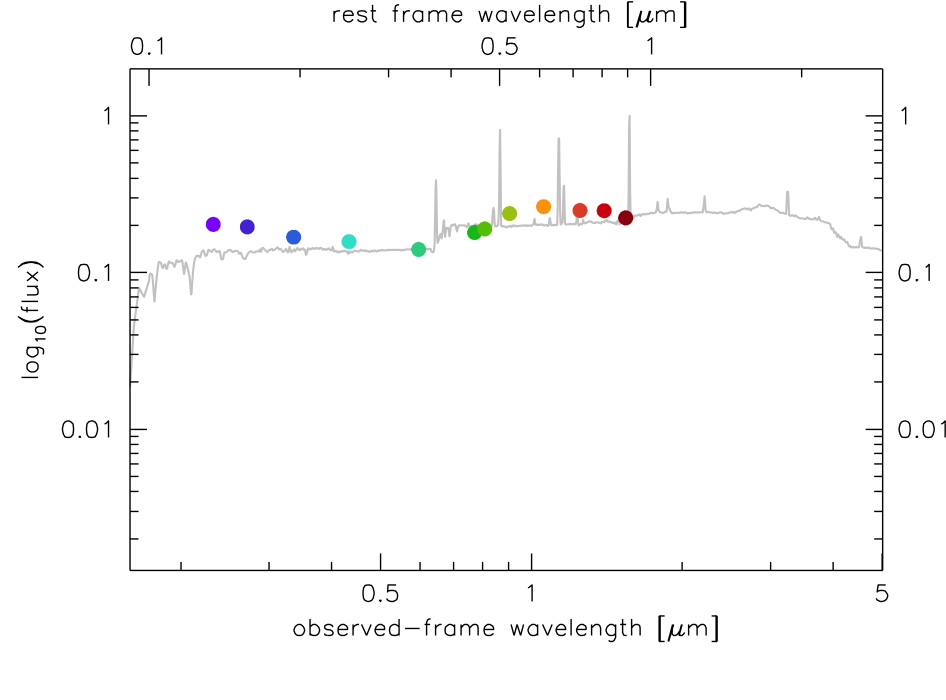 rest frame wavelength [μm]
0.1 0.5 1
1 1
0.1 0.1
log10(flux)
0.01 0.01
0.5 1 5
observed-frame wavelength [μm]